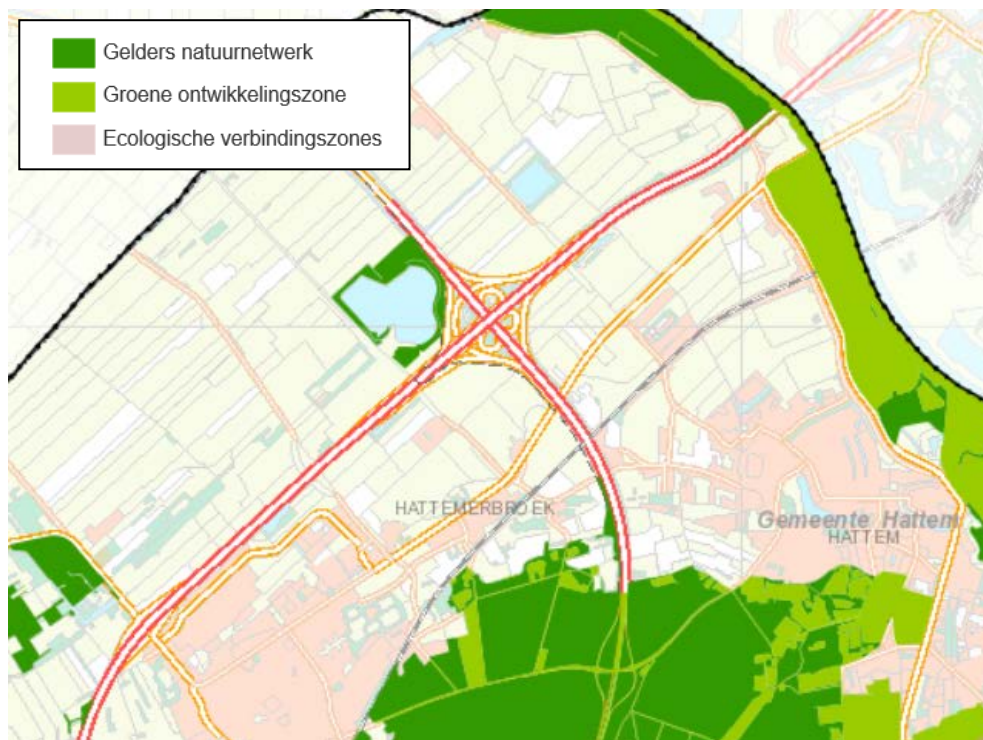 Gelders natuurnetwerk
Groene ontwikkelingszone
Ecologische verbindingszones
HATTEMERBROEK
Gemeente Hattem
HATTEM